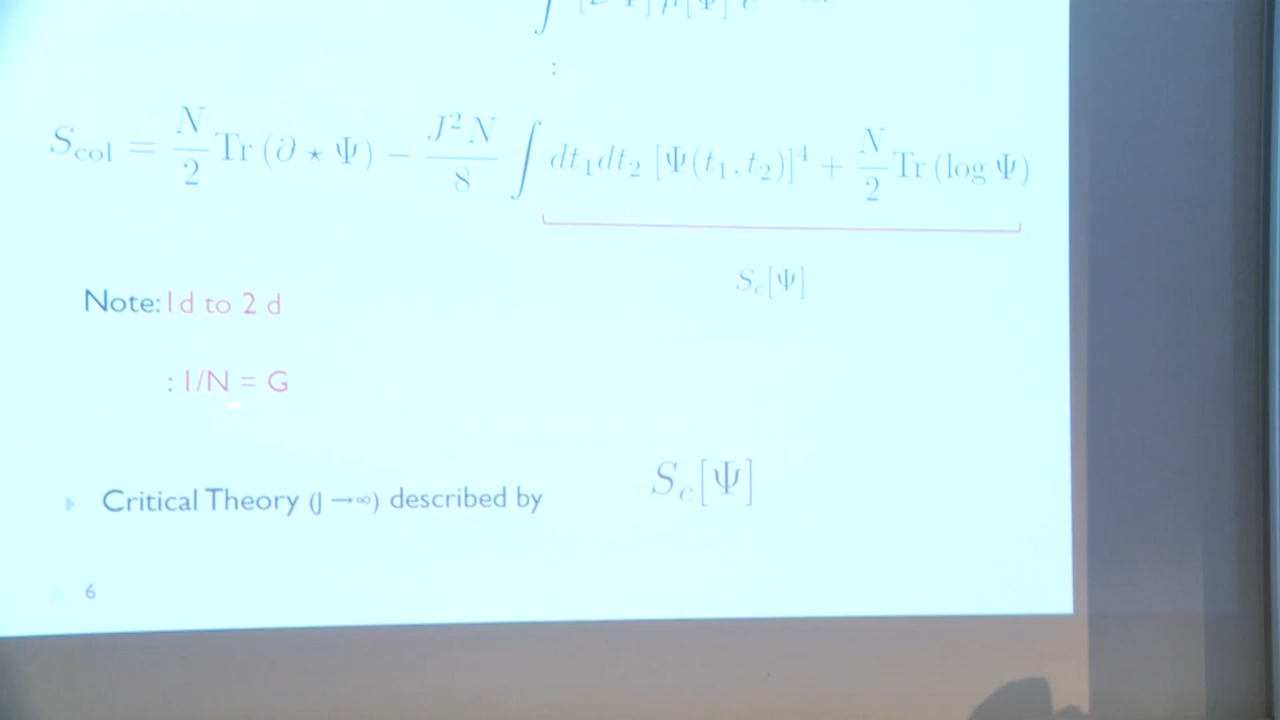 :
S_col = N/2 Tr (∂ ⋆ Ψ) − J²N/8 ∫ dt₁dt₂ [Ψ(t₁, t₂)]⁴ + N/2 Tr (log Ψ)
S_c[Ψ]
Note: 1d to 2 d
: 1/N = G
Critical Theory (J →∞) described by S_c[Ψ]
6